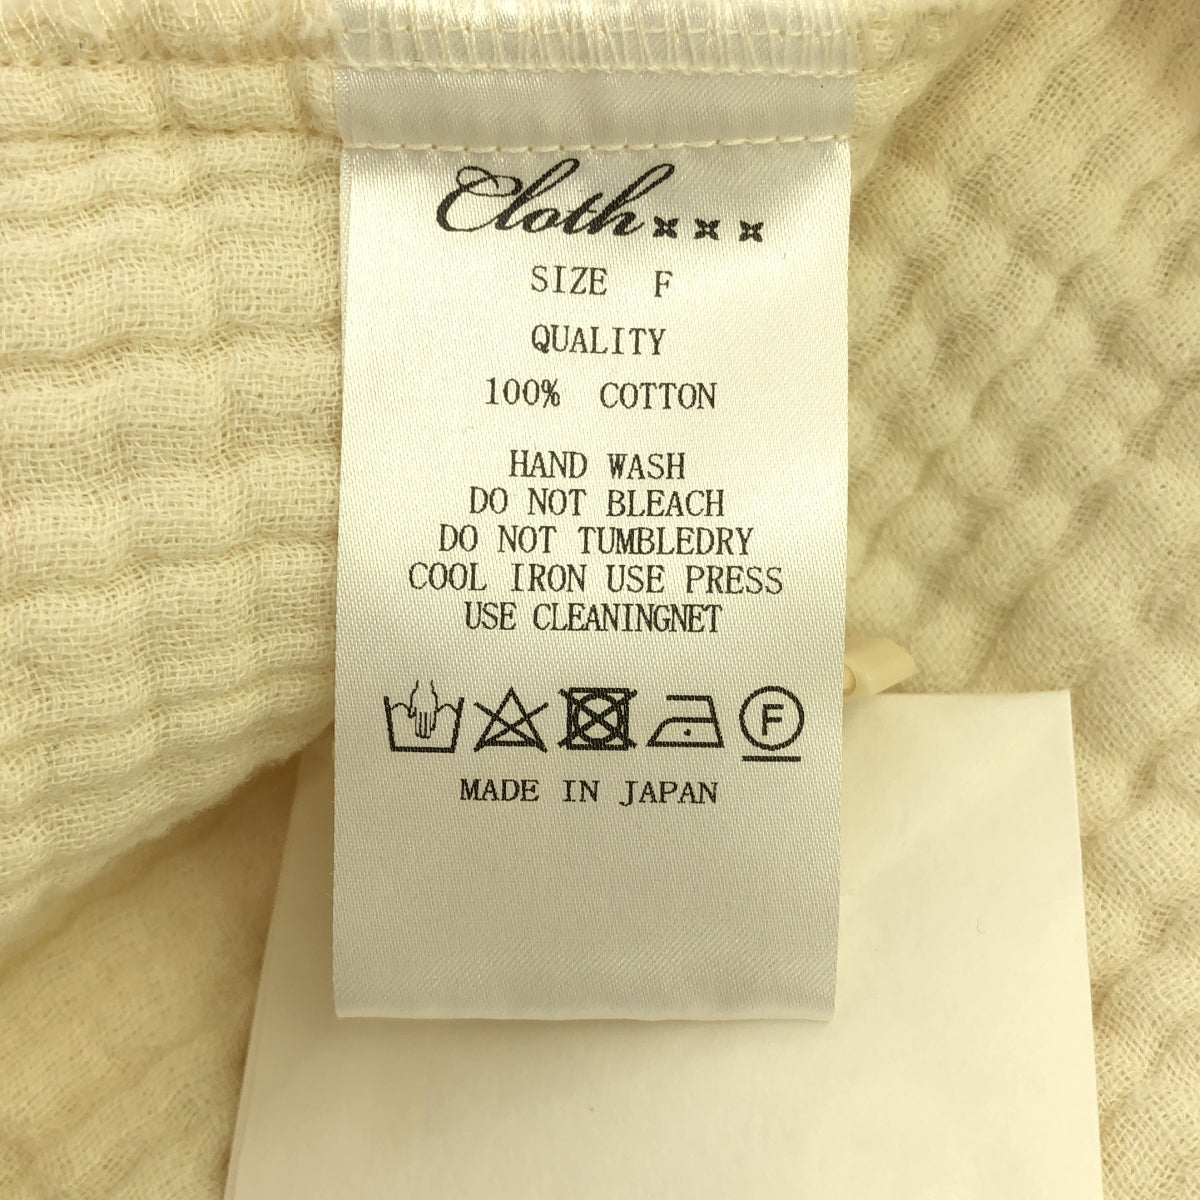 Cloth×××
SIZE F
QUALITY
100% COTTON
HAND WASH
DO NOT BLEACH
DO NOT TUMBLEDRY
COOL IRON USE PRESS
USE CLEANINGNET
F
MADE IN JAPAN